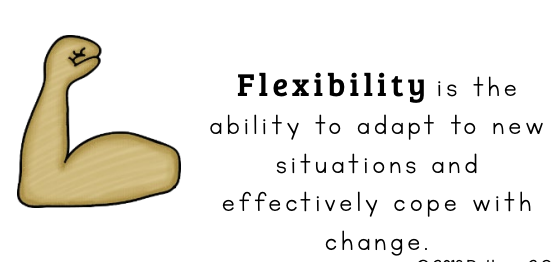 Flexibility is the
ability to adapt to new
situations and
effectively cope with
change.